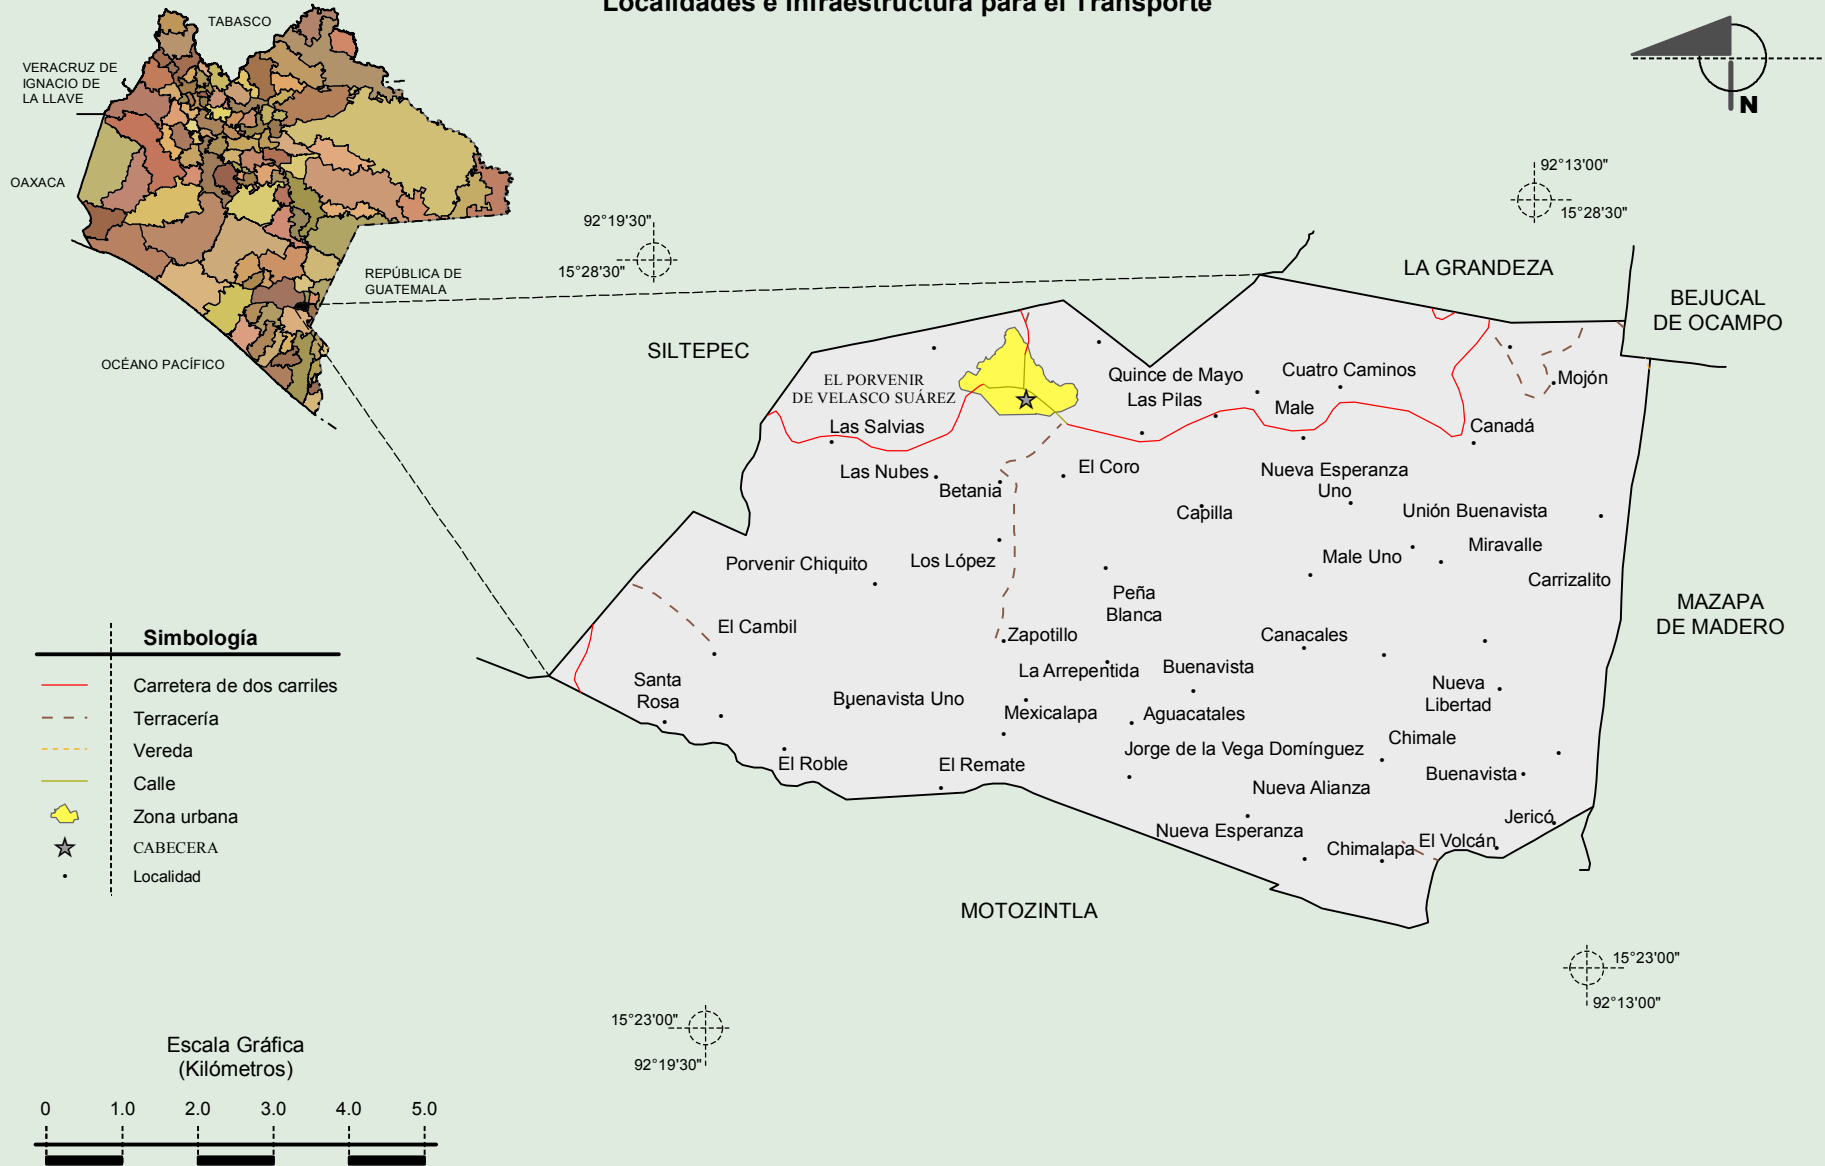 Localidades e Infraestructura para el Transporte
TABASCO
VERACRUZ DE
IGNACIO DE
LA LLAVE
OAXACA
REPÚBLICA DE
GUATEMALA
OCÉANO PACÍFICO
N
92°19'30"
15°28'30"
92°13'00"
15°28'30"
LA GRANDEZA
BEJUCAL
DE OCAMPO
SILTEPEC
EL PORVENIR
DE VELASCO SUÁREZ
Quince de Mayo
Las Pilas
Cuatro Caminos
Male
Mojón
Canadá
Las Salvias
Las Nubes
Betania
El Coro
Nueva Esperanza
Uno
Capilla
Unión Buenavista
Miravalle
Male Uno
Carrizalito
Porvenir Chiquito
Los López
Peña
Blanca
MAZAPA
DE MADERO
El Cambil
Zapotillo
Canacales
La Arrepentida
Buenavista
Santa
Rosa
Buenavista Uno
Mexicalapa
Aguacatales
Nueva
Libertad
Jorge de la Vega Domínguez
Chimale
El Roble
El Remate
Buenavista
Nueva Alianza
Jericó
Nueva Esperanza
Chimalapa
El Volcán
MOTOZINTLA
Simbología
Carretera de dos carriles
Terracería
Vereda
Calle
Zona urbana
CABECERA
Localidad
15°23'00"
92°13'00"
15°23'00"
92°19'30"
Escala Gráfica
(Kilómetros)
0 1.0 2.0 3.0 4.0 5.0